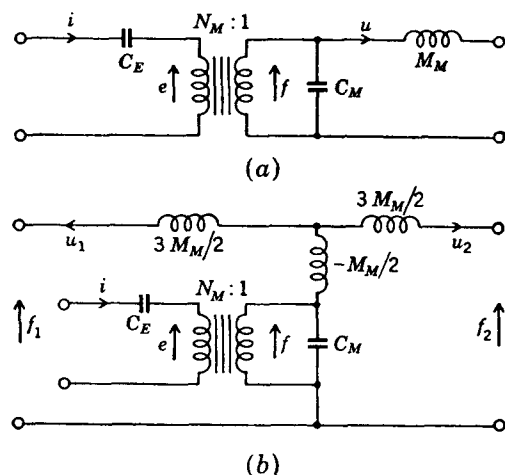 i
N_M : 1
u
C_E
M_M
e
f
C_M
(a)
3 M_M/2
3 M_M/2
u_1
u_2
-M_M/2
N_M : 1
i
C_E
f_1
e
f
C_M
f_2
(b)